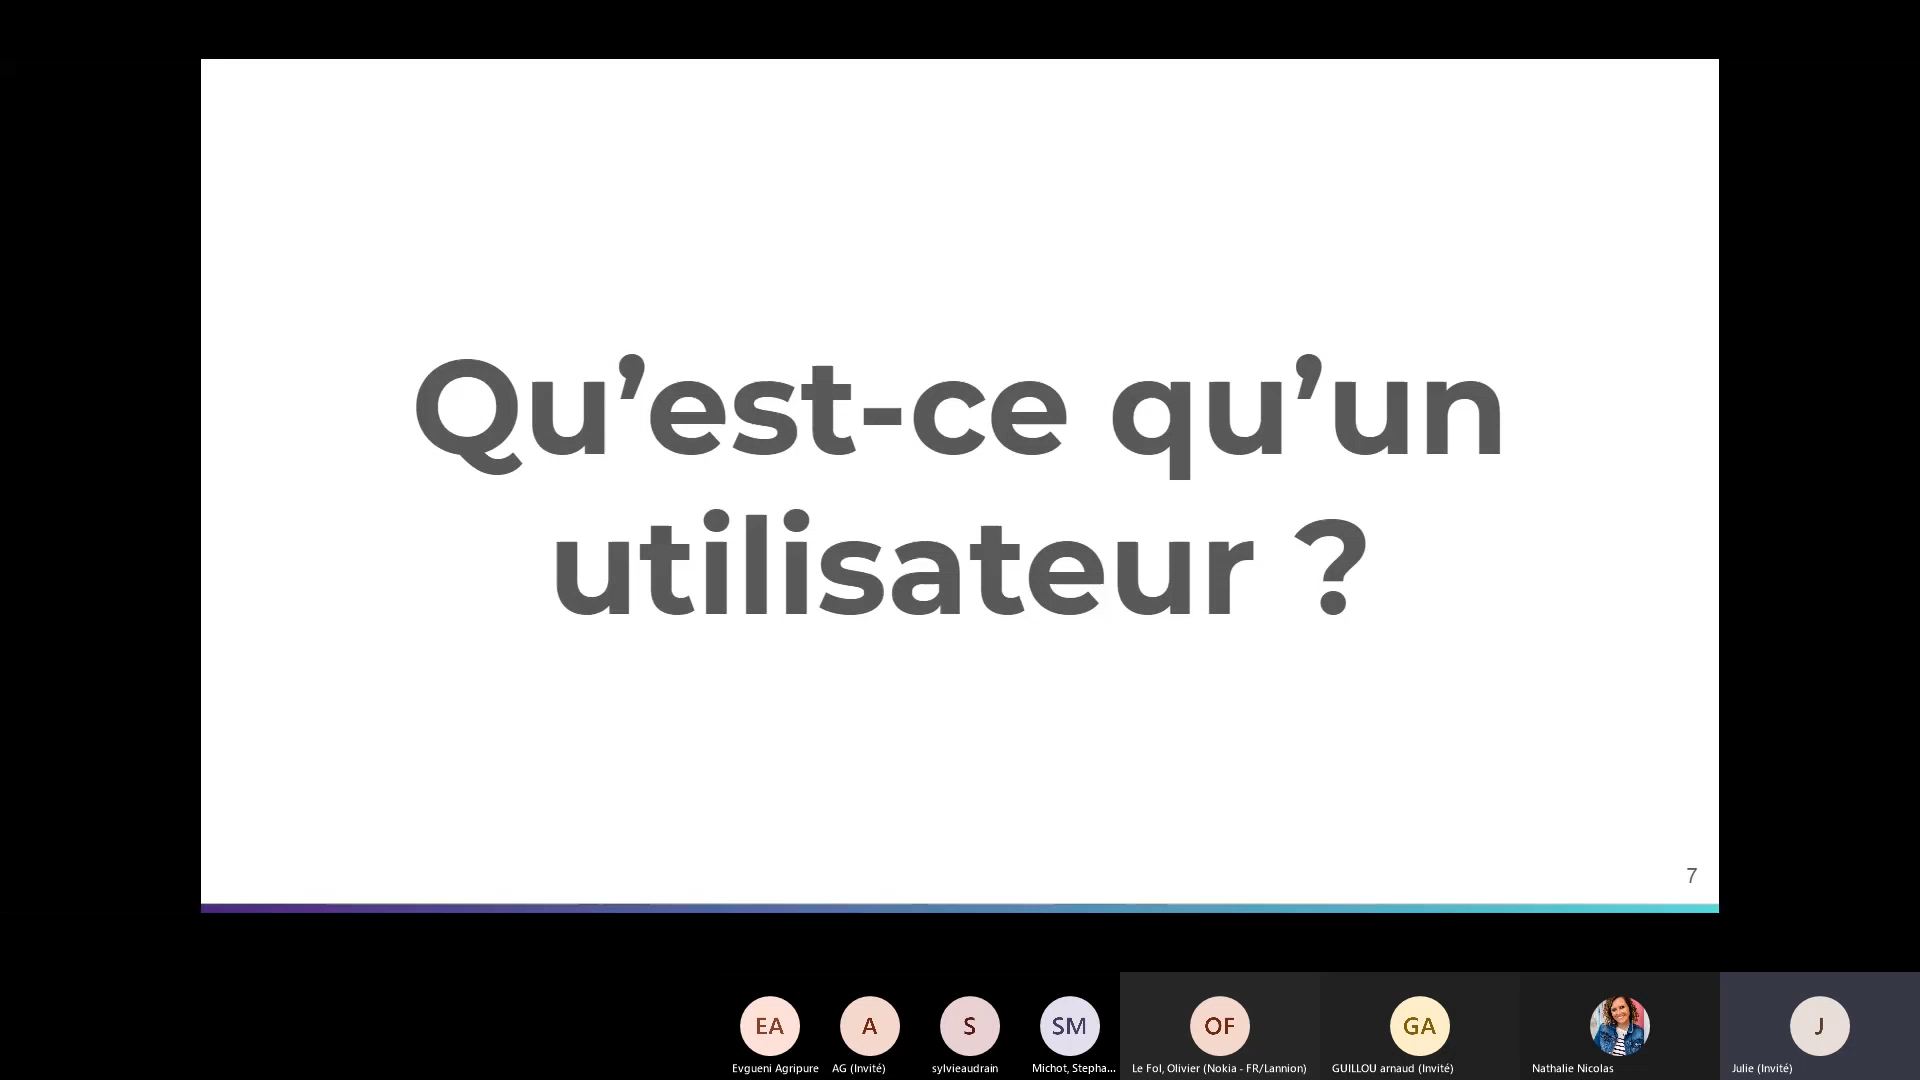 Qu’est-ce qu’un
utilisateur ?
7
EA
A
S
SM
OF
GA
J
Evgueni Agripure
AG (Invité)
sylvieaudrain
Michot, Stepha...
Le Fol, Olivier (Nokia - FR/Lannion)
GUILLOU arnaud (Invité)
Nathalie Nicolas
Julie (Invité)